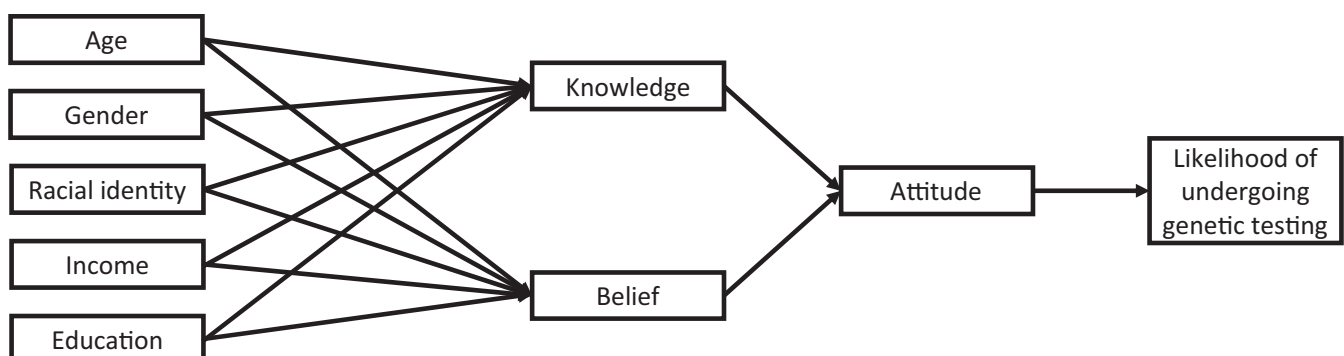 Age
Gender
Racial identity
Income
Education
Knowledge
Belief
Attitude
Likelihood of
undergoing
genetic testing